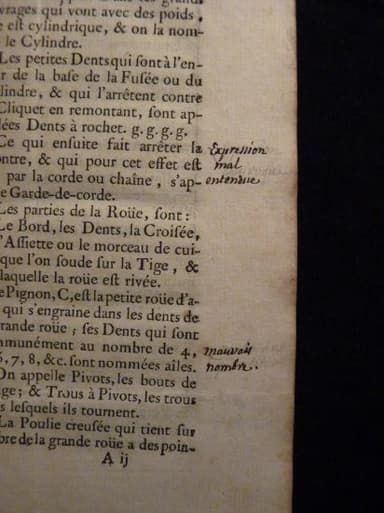 vrages qui vont avec des poids,
e est cylindrique, & on la nom-
le Cylindre.
Les petites Dents qui sont à l'en-
r de la base de la Fusée ou du
lindre, & qui l'arrêtent contre
Cliquet en remontant, sont ap-
lées Dents à rochet. g. g. g. g.
Ce qui ensuite fait arrêter la
ontre, & qui pour cet effet est
par la corde ou chaîne, s'ap-
e Garde-de-corde.
Expression
mal
entendue
Les parties de la Roüe, sont:
Le Bord, les Dents, la Croisée,
l'Assiette ou le morceau de cui-
que l'on soude sur la Tige, &
laquelle la roüe est rivée.
e Pignon, C, est la petite roüe d'a-
qui s'engraine dans les dents de
grande roüe; ses Dents qui sont
mmunément au nombre de 4,
6, 7, 8, &c. sont nommées aîles.
mauvais
nombre.
On appelle Pivots, les bouts de
ige; & Trous à Pivots, les trous
s lesquels ils tournent.
La Poulie creusée qui tient sur
bre de la grande roüe a des poin-
A ij